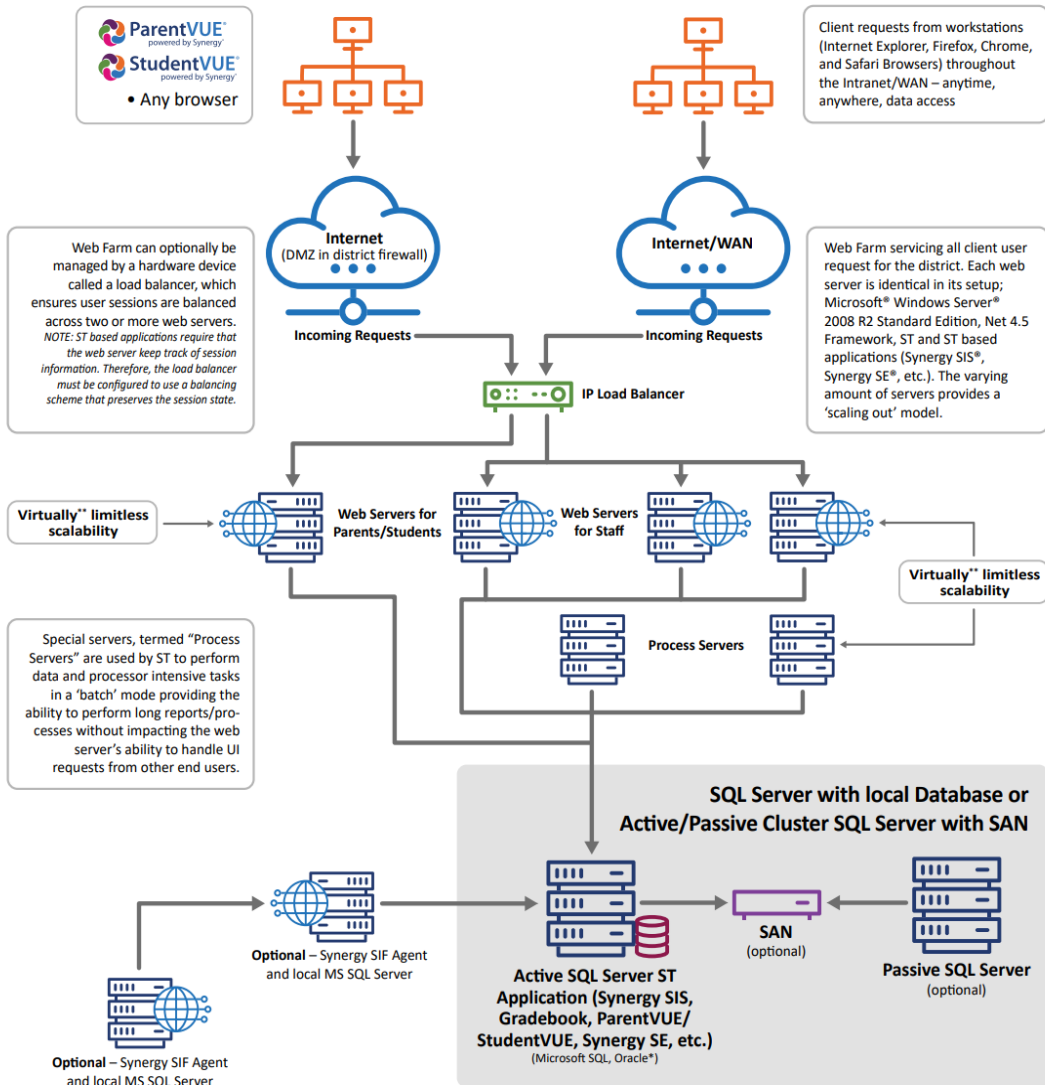 ParentVUE®
powered by Synergy®
StudentVUE®
powered by Synergy®
• Any browser
Client requests from workstations
(Internet Explorer, Firefox, Chrome,
and Safari Browsers) throughout
the Intranet/WAN – anytime,
anywhere, data access
Internet
(DMZ in district firewall)
Internet/WAN
Web Farm can optionally be
managed by a hardware device
called a load balancer, which
ensures user sessions are balanced
across two or more web servers.
NOTE: ST based applications require that
the web server keep track of session
information. Therefore, the load balancer
must be configured to use a balancing
scheme that preserves the session state.
Web Farm servicing all client user
request for the district. Each web
server is identical in its setup;
Microsoft® Windows Server®
2008 R2 Standard Edition, Net 4.5
Framework, ST and ST based
applications (Synergy SIS®,
Synergy SE®, etc.). The varying
amount of servers provides a
‘scaling out’ model.
Incoming Requests
Incoming Requests
IP Load Balancer
Virtually** limitless
scalability
Web Servers for
Parents/Students
Web Servers
for Staff
Virtually** limitless
scalability
Special servers, termed “Process
Servers” are used by ST to perform
data and processor intensive tasks
in a ‘batch’ mode providing the
ability to perform long reports/pro-
cesses without impacting the web
server’s ability to handle UI
requests from other end users.
Process Servers
SQL Server with local Database or
Active/Passive Cluster SQL Server with SAN
Optional – Synergy SIF Agent
and local MS SQL Server
Active SQL Server ST
Application (Synergy SIS,
Gradebook, ParentVUE/
StudentVUE, Synergy SE, etc.)
(Microsoft SQL, Oracle*)
SAN
(optional)
Passive SQL Server
(optional)
Optional – Synergy SIF Agent
and local MS SQL Server